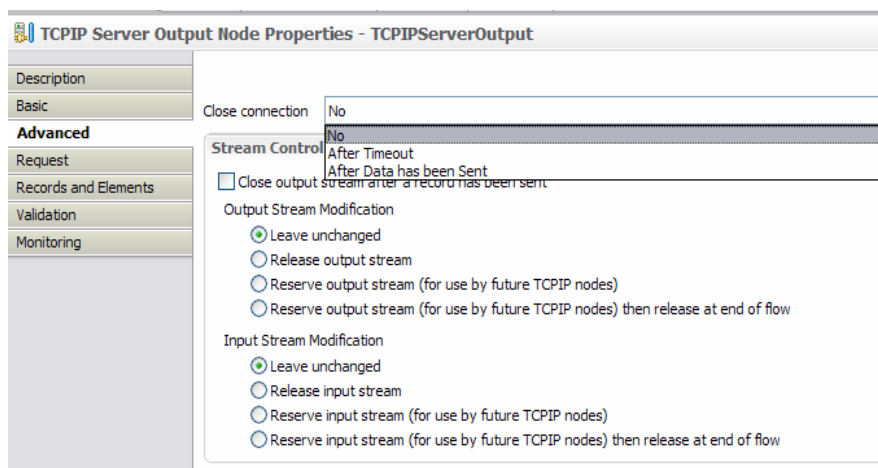 TCPIP Server Output Node Properties - TCPIPServerOutput
Description
Basic
Advanced
Request
Records and Elements
Validation
Monitoring
Close connection No
No
After Timeout
After Data has been Sent
Stream Control
Close output stream after a record has been sent
Output Stream Modification
Leave unchanged
Release output stream
Reserve output stream (for use by future TCPIP nodes)
Reserve output stream (for use by future TCPIP nodes) then release at end of flow
Input Stream Modification
Leave unchanged
Release input stream
Reserve input stream (for use by future TCPIP nodes)
Reserve input stream (for use by future TCPIP nodes) then release at end of flow